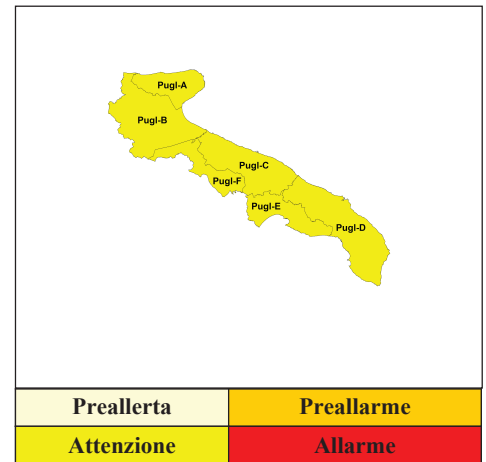 Pugl-A
Pugl-B
Pugl-C
Pugl-F
Pugl-E
Pugl-D
Preallerta Preallarme
Attenzione Allarme